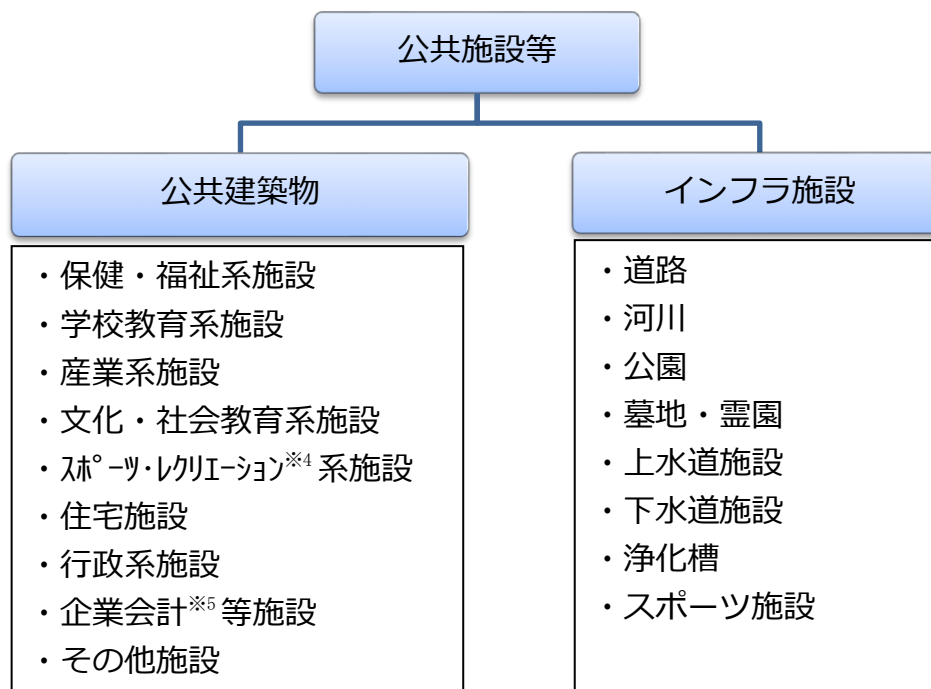 公共施設等
公共建築物
・保健・福祉系施設
・学校教育系施設
・産業系施設
・文化・社会教育系施設
・ｽﾎﾟｰﾂ･ﾚｸﾘｴｰｼｮﾝ※4系施設
・住宅施設
・行政系施設
・企業会計※5等施設
・その他施設
インフラ施設
・道路
・河川
・公園
・墓地・霊園
・上水道施設
・下水道施設
・浄化槽
・スポーツ施設